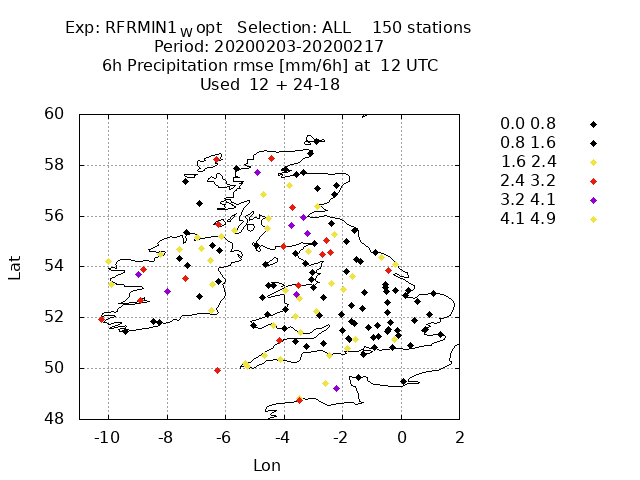 Exp: RFRMIN1_W opt Selection: ALL 150 stations
Period: 20200203-20200217
6h Precipitation rmse [mm/6h] at 12 UTC
Used 12 + 24-18
60
58
56
54
52
50
48
Lat
-10 -8 -6 -4 -2 0 2
Lon
0.0 0.8
0.8 1.6
1.6 2.4
2.4 3.2
3.2 4.1
4.1 4.9